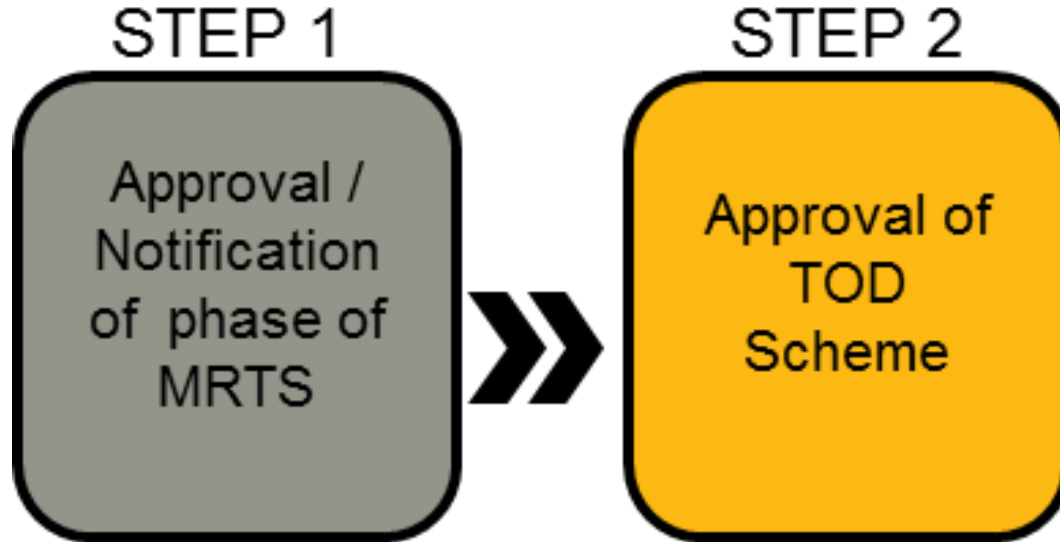 STEP 1
Approval /
Notification
of phase of
MRTS
STEP 2
Approval of
TOD
Scheme